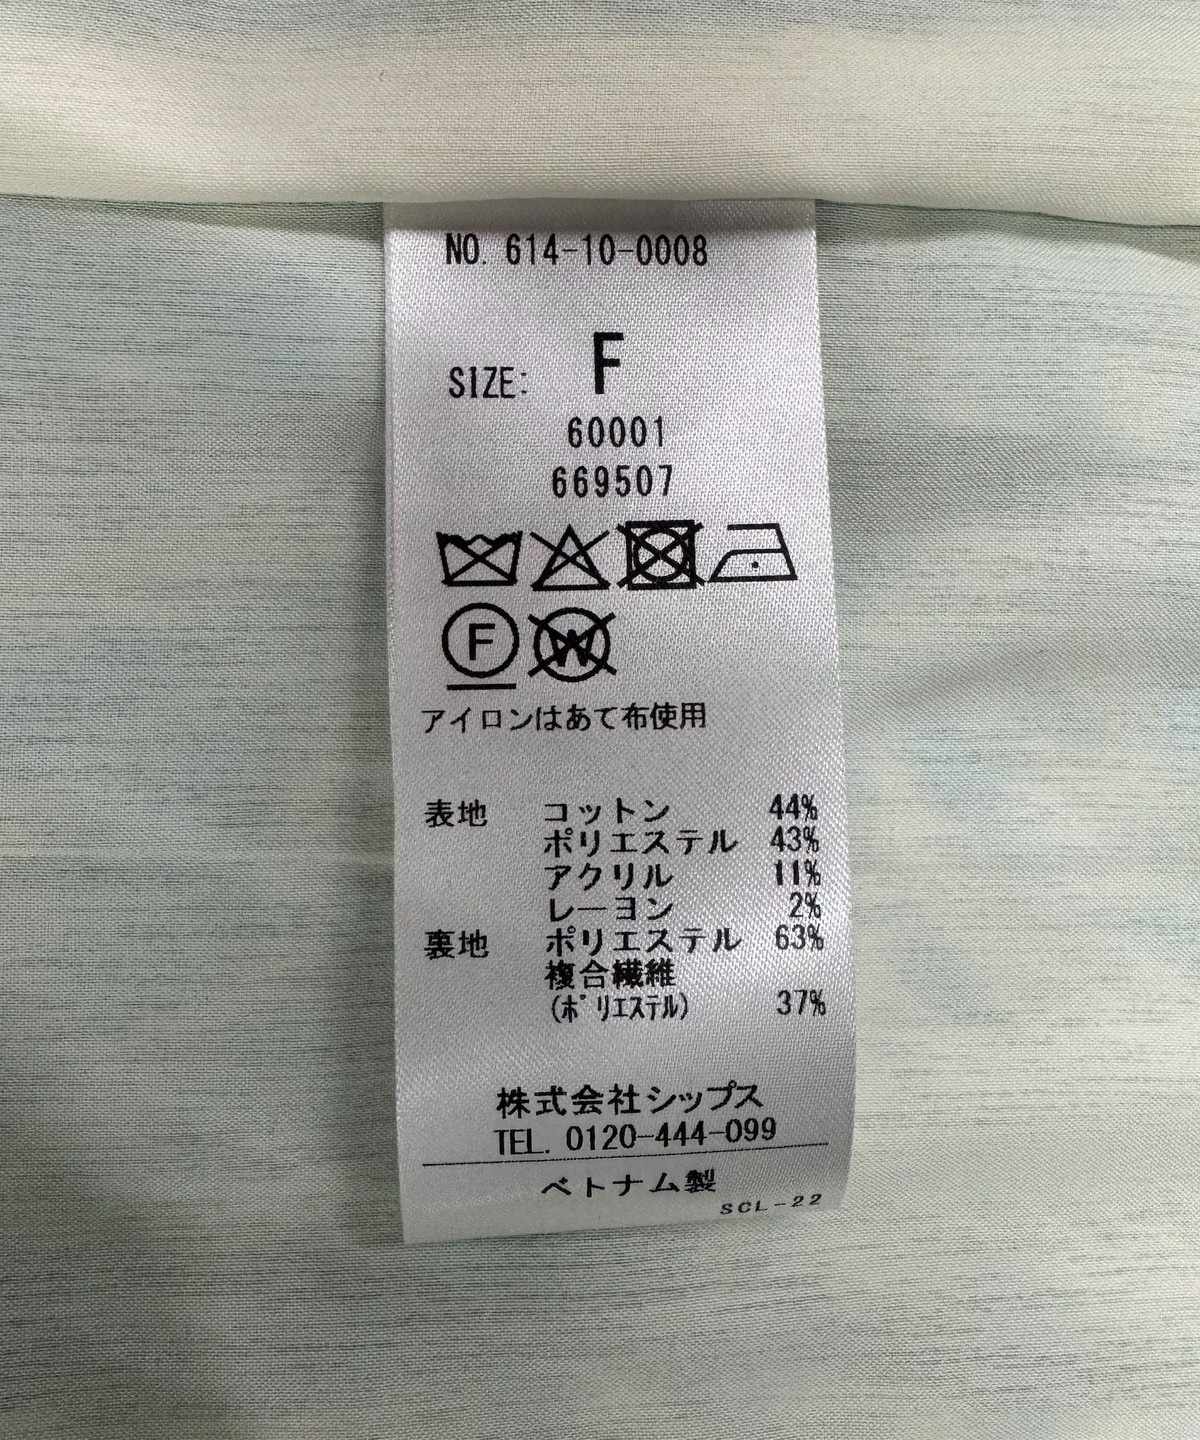 NO. 614-10-0008
SIZE: F
60001
669507
F W
アイロンはあて布使用
表地 コットン 44%
ポリエステル 43%
アクリル 11%
レーヨン 2%
裏地 ポリエステル 63%
複合繊維
(ポリエステル) 37%
株式会社シップス
TEL. 0120-444-099
ベトナム製
SCL-22